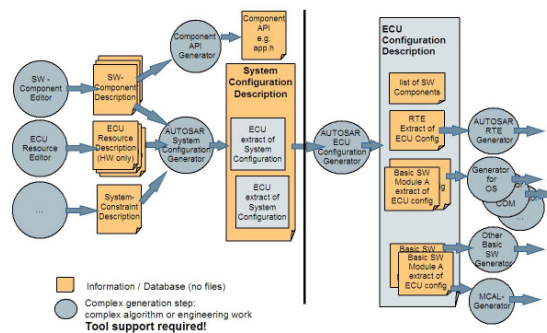 SW -
Component
Editor
SW-
Component
Description
Component
API
Generator
Component
API
e.g.
app.h
ECU
Resource
Editor
ECU
Resource
Description
(HW only)
...
System-
Constraint
Description
AUTOSAR
System
Configuration
Generator
System
Configuration
Description
ECU
extract of
System
Configuration
ECU
extract of
System
Configuration
AUTOSAR
ECU
Configuration
Generator
ECU
Configuration
Description
list of SW
Components
RTE
Extract of
ECU Config
AUTOSAR
RTE
Generator
Basic SW
Module A
extract of
ECU config
Generator
for
OS
COM
...
Basic SW
Basic SW
Module A
extract of
ECU config
Other
Basic SW
Generator
MCAL-
Generator
Information / Database (no files)
Complex generation step:
complex algorithm or engineering work
Tool support required!